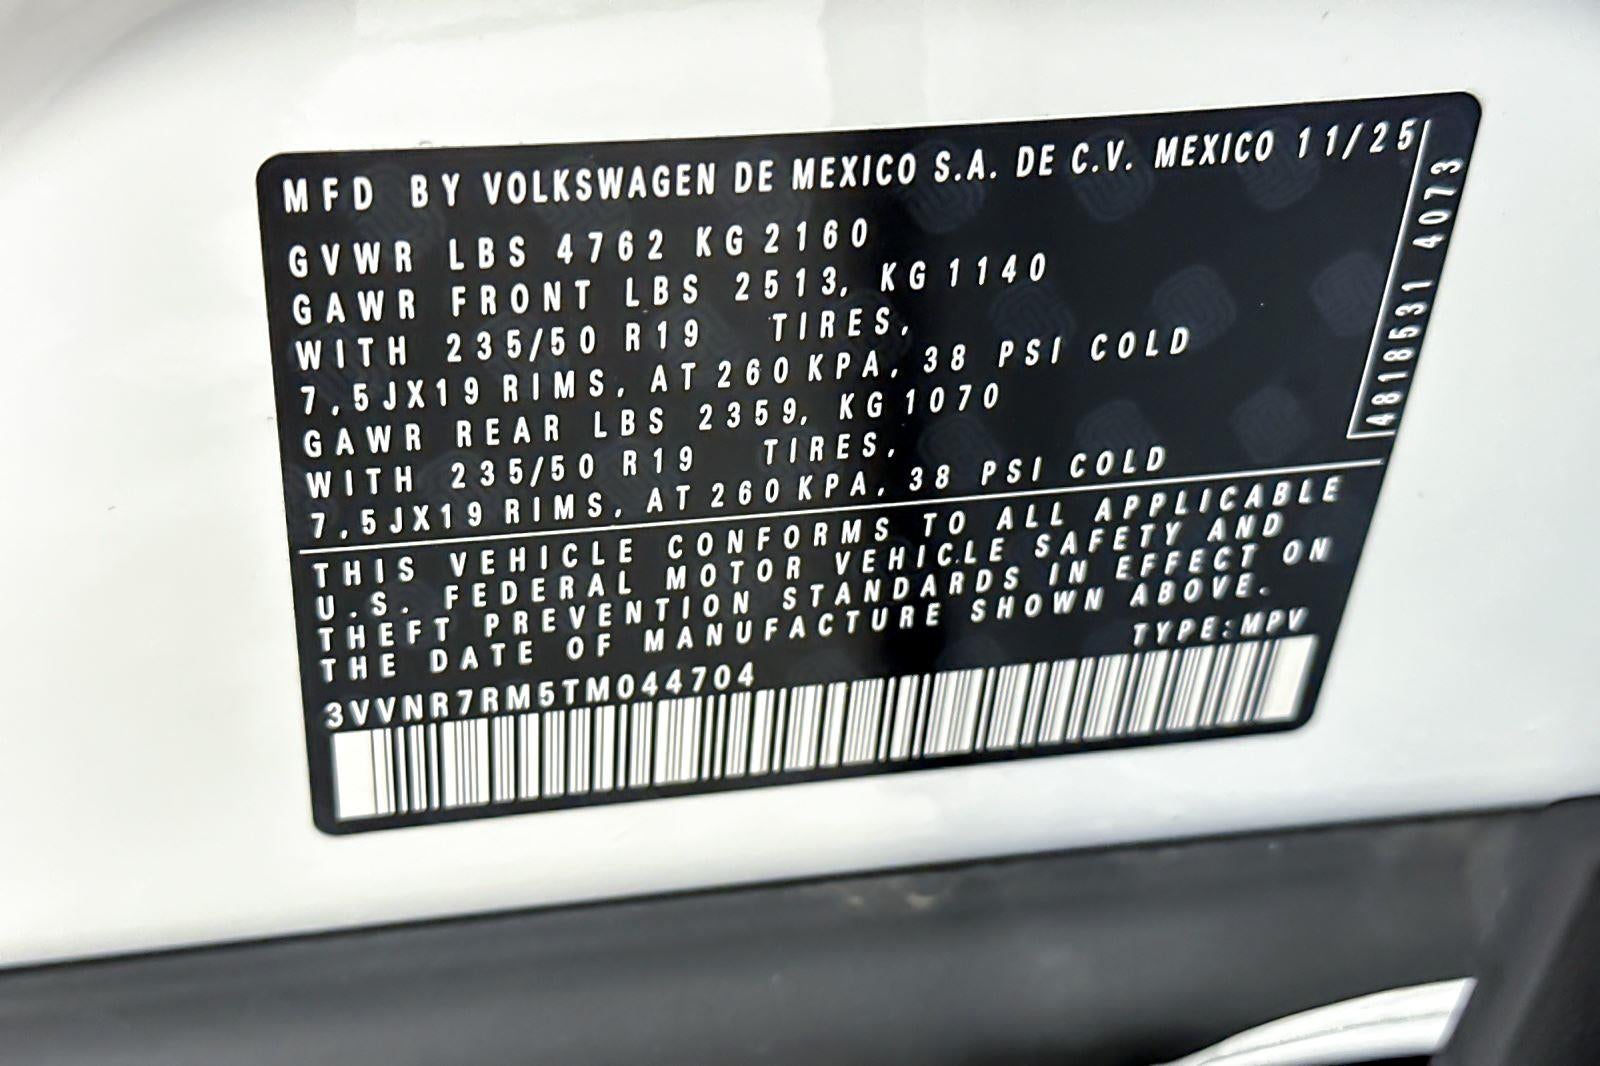 MFD BY VOLKSWAGEN DE MEXICO S.A. DE C.V. MEXICO 11/25
GVWR LBS 4762 KG 2160
GAWR FRONT LBS 2513, KG 1140
WITH 235/50 R19 TIRES,
7,5JX19 RIMS, AT 260 KPA, 38 PSI COLD
GAWR REAR LBS 2359, KG 1070
WITH 235/50 R19 TIRES,
7,5JX19 RIMS, AT 260 KPA, 38 PSI COLD
4818531 4073
THIS VEHICLE CONFORMS TO ALL APPLICABLE
U.S. FEDERAL MOTOR VEHICLE SAFETY AND
THEFT PREVENTION STANDARDS IN EFFECT ON
THE DATE OF MANUFACTURE SHOWN ABOVE.
TYPE:MPV
3VVNR7RM5TM044704